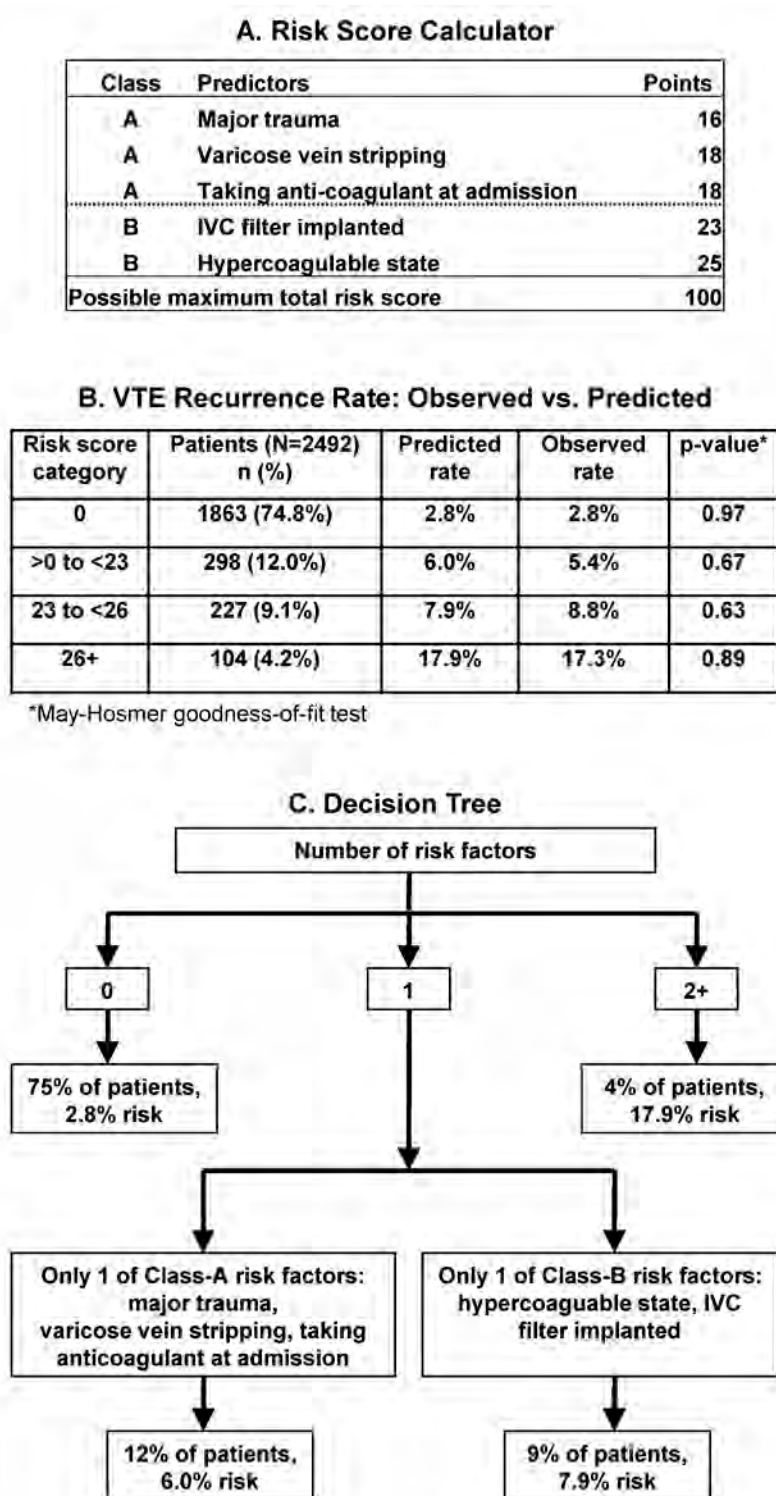 A. Risk Score Calculator
Class Predictors Points
A Major trauma 16
A Varicose vein stripping 18
A Taking anti-coagulant at admission 18
B IVC filter implanted 23
B Hypercoagulable state 25
Possible maximum total risk score 100
B. VTE Recurrence Rate: Observed vs. Predicted
Risk score category Patients (N=2492) n (%) Predicted rate Observed rate p-value*
0 1863 (74.8%) 2.8% 2.8% 0.97
>0 to <23 298 (12.0%) 6.0% 5.4% 0.67
23 to <26 227 (9.1%) 7.9% 8.8% 0.63
26+ 104 (4.2%) 17.9% 17.3% 0.89
*May-Hosmer goodness-of-fit test
C. Decision Tree
Number of risk factors
0 1 2+
75% of patients,
2.8% risk
4% of patients,
17.9% risk
Only 1 of Class-A risk factors:
major trauma,
varicose vein stripping, taking
anticoagulant at admission
Only 1 of Class-B risk factors:
hypercoaguable state, IVC
filter implanted
12% of patients,
6.0% risk
9% of patients,
7.9% risk